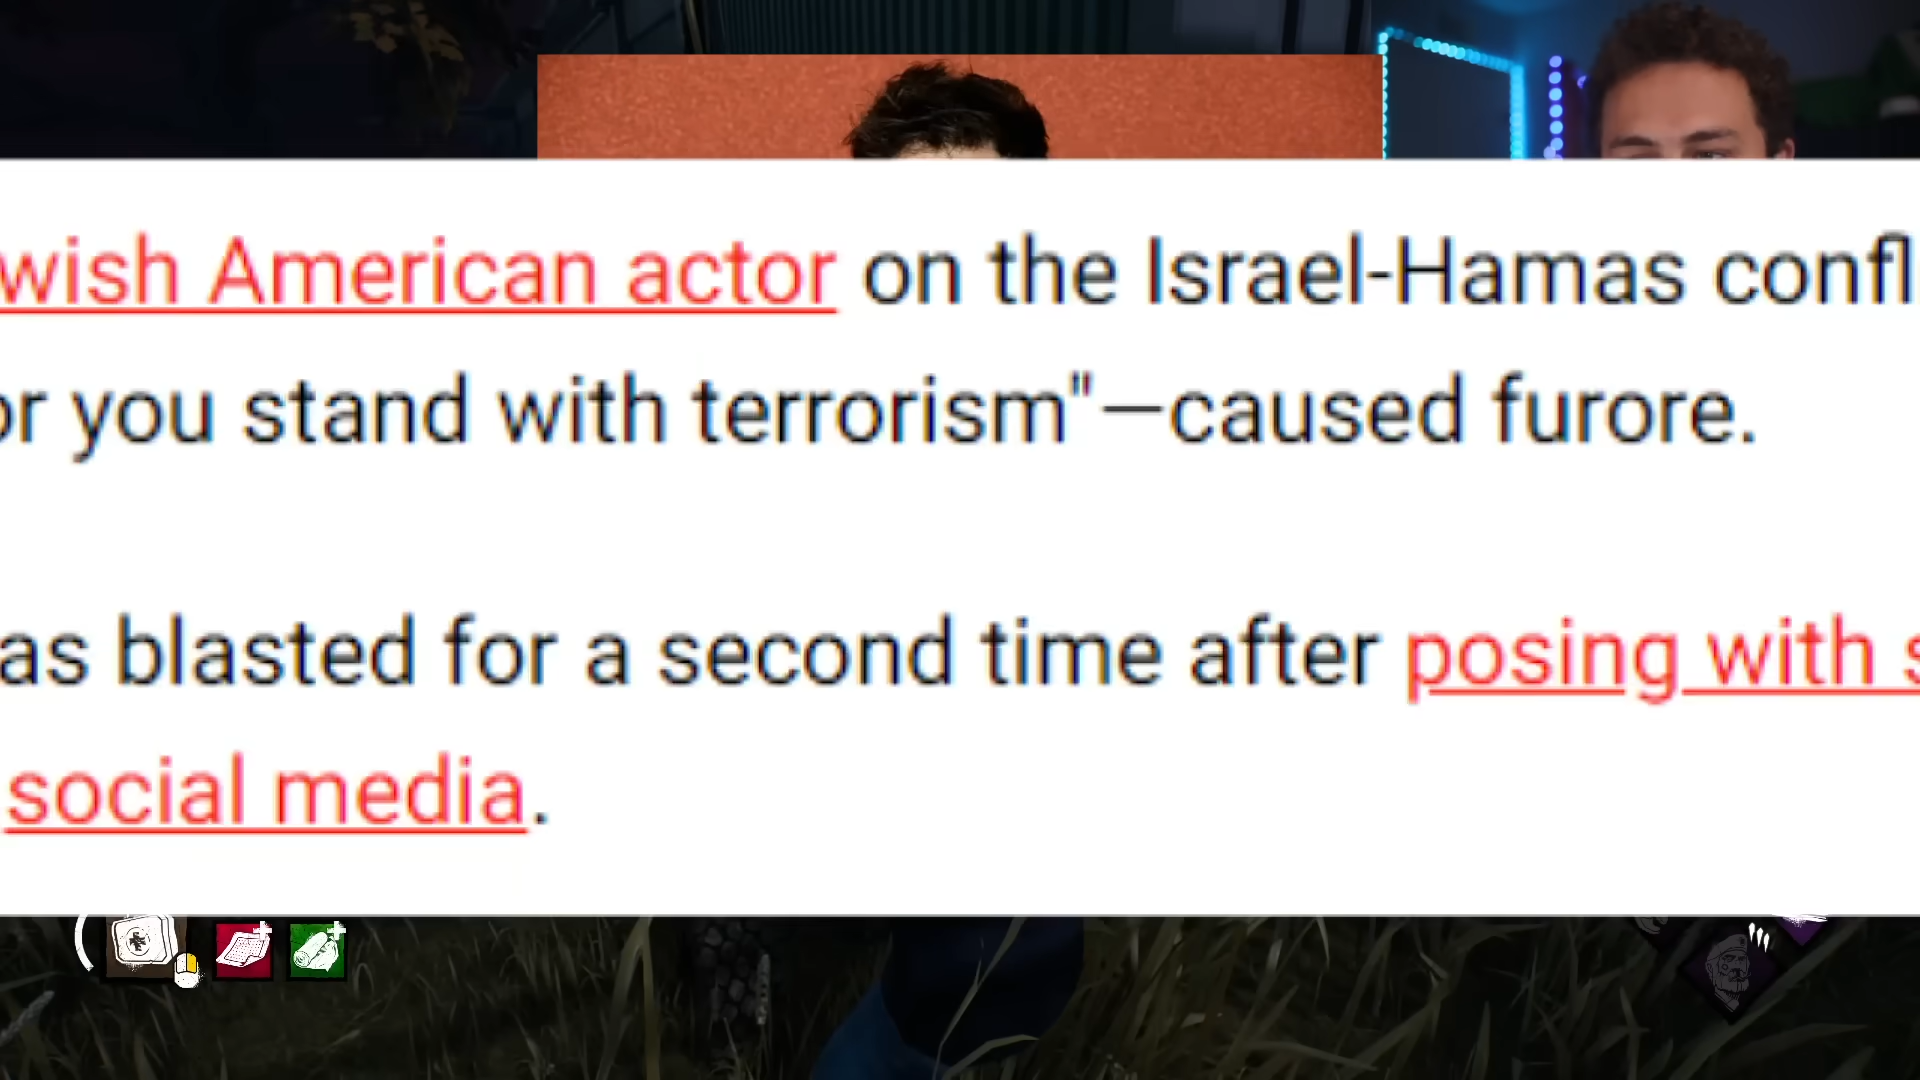 wish American actor on the Israel-Hamas confl
or you stand with terrorism"—caused furore.
as blasted for a second time after posing with s
social media.